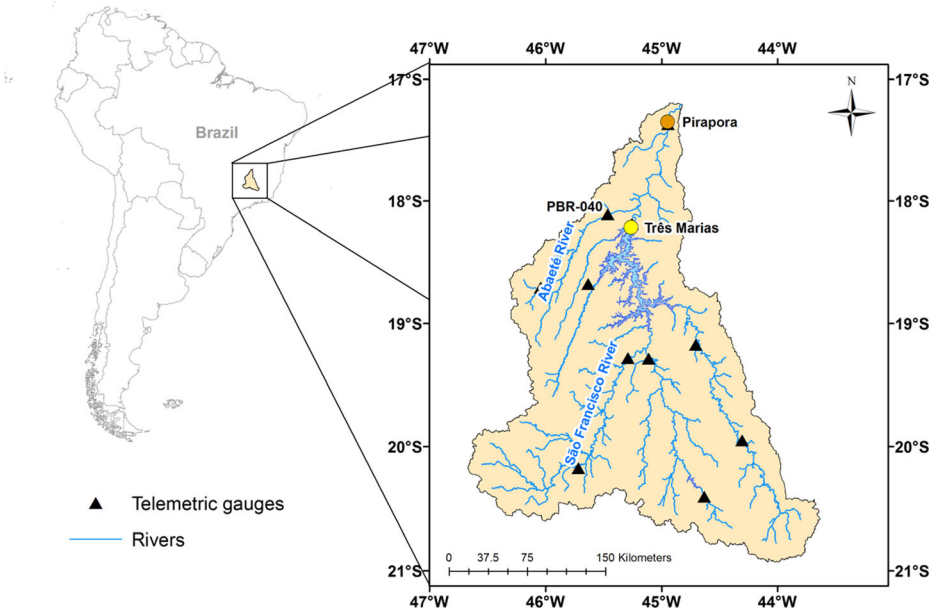 47°W 46°W 45°W 44°W
17°S
N
Brazil
Pirapora
18°S
PBR-040
Três Marias
Abaeté River
19°S
São Francisco River
20°S
Telemetric gauges
Rivers
0 37.5 75 150 Kilometers
21°S
47°W 46°W 45°W 44°W
17°S
18°S
19°S
20°S
21°S